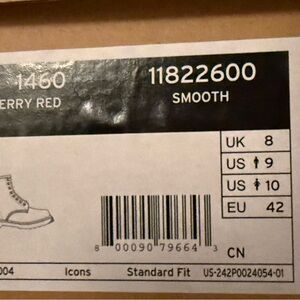 1460
11822600
ERRY RED
SMOOTH
UK 8
US 9
US 10
EU 42
8 00090 79664 3
CN
004
Icons
Standard Fit
US-242P0024054-01